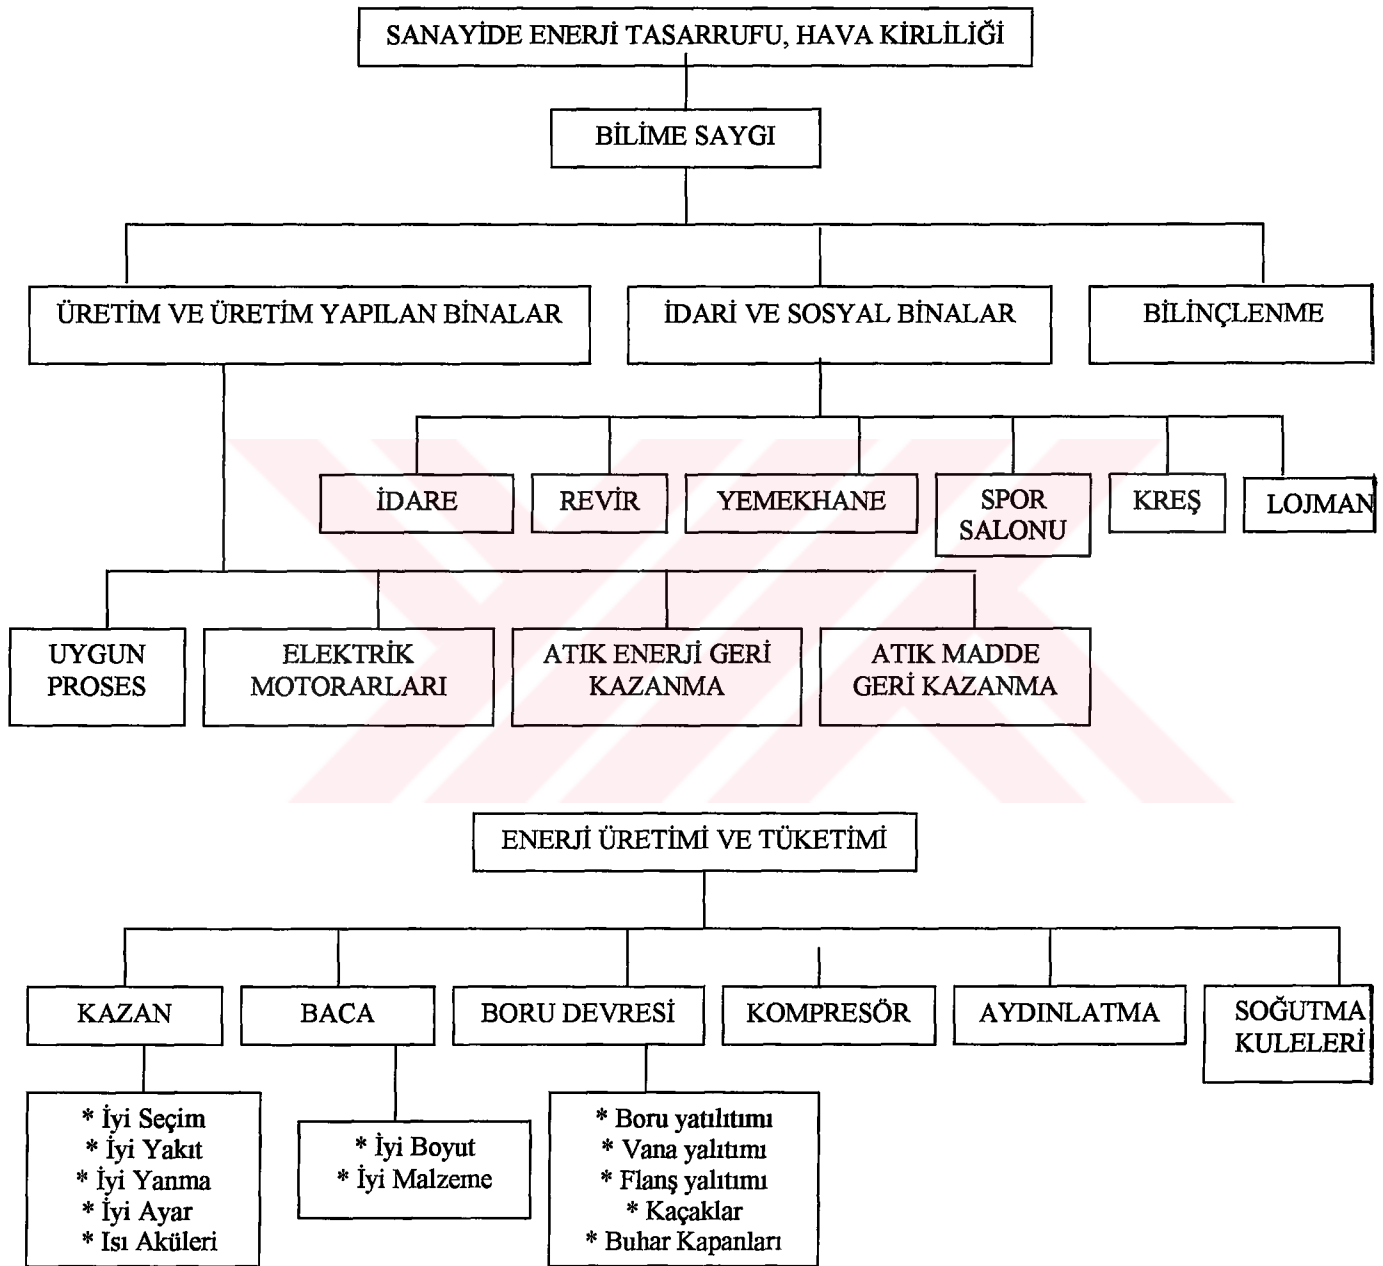 SANAYİDE ENERJİ TASARRUFU, HAVA KİRLİLİĞİ
BİLİME SAYGI
ÜRETİM VE ÜRETİM YAPILAN BİNALAR
İDARİ VE SOSYAL BİNALAR
BİLİNÇLENME
İDARE
REVİR
YEMEKHANE
SPOR
SALONU
KREŞ
LOJMAN
UYGUN
PROSES
ELEKTRİK
MOTORARLARI
ATIK ENERJİ GERİ
KAZANMA
ATIK MADDE
GERİ KAZANMA
ENERJİ ÜRETİMİ VE TÜKETİMİ
KAZAN
BACA
BORU DEVRESİ
KOMPRESÖR
AYDINLATMA
SOĞUTMA
KULELERİ
* İyi Seçim
* İyi Yakıt
* İyi Yanma
* İyi Ayar
* Isı Aküleri
* İyi Boyut
* İyi Malzeme
* Boru yatılıtımı
* Vana yalıtımı
* Flanş yalıtımı
* Kaçaklar
* Buhar Kapanları